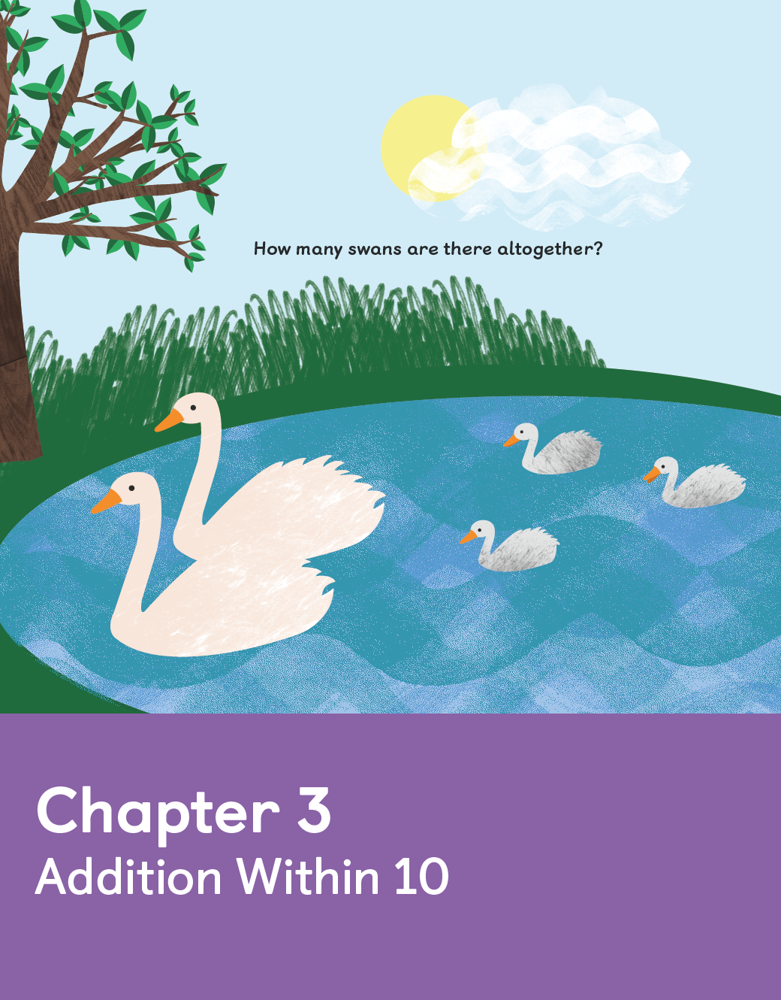 How many swans are there altogether?
Chapter 3
Addition Within 10